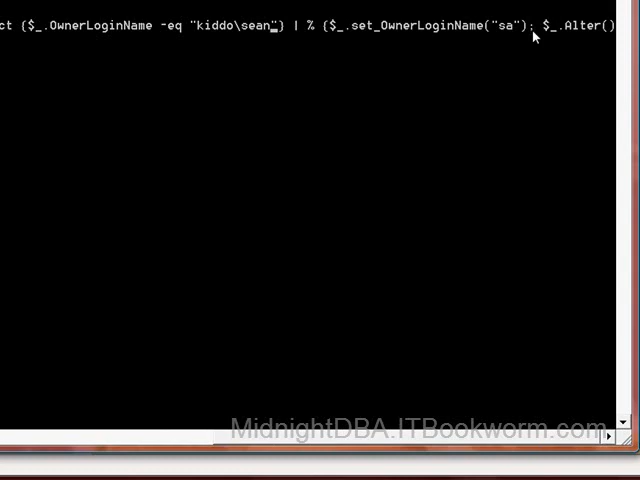 ct {$_.OwnerLoginName -eq "kiddo\sean"} | % {$_.set_OwnerLoginName("sa"); $_.Alter()
MidnightDBA.ITBookworm.com